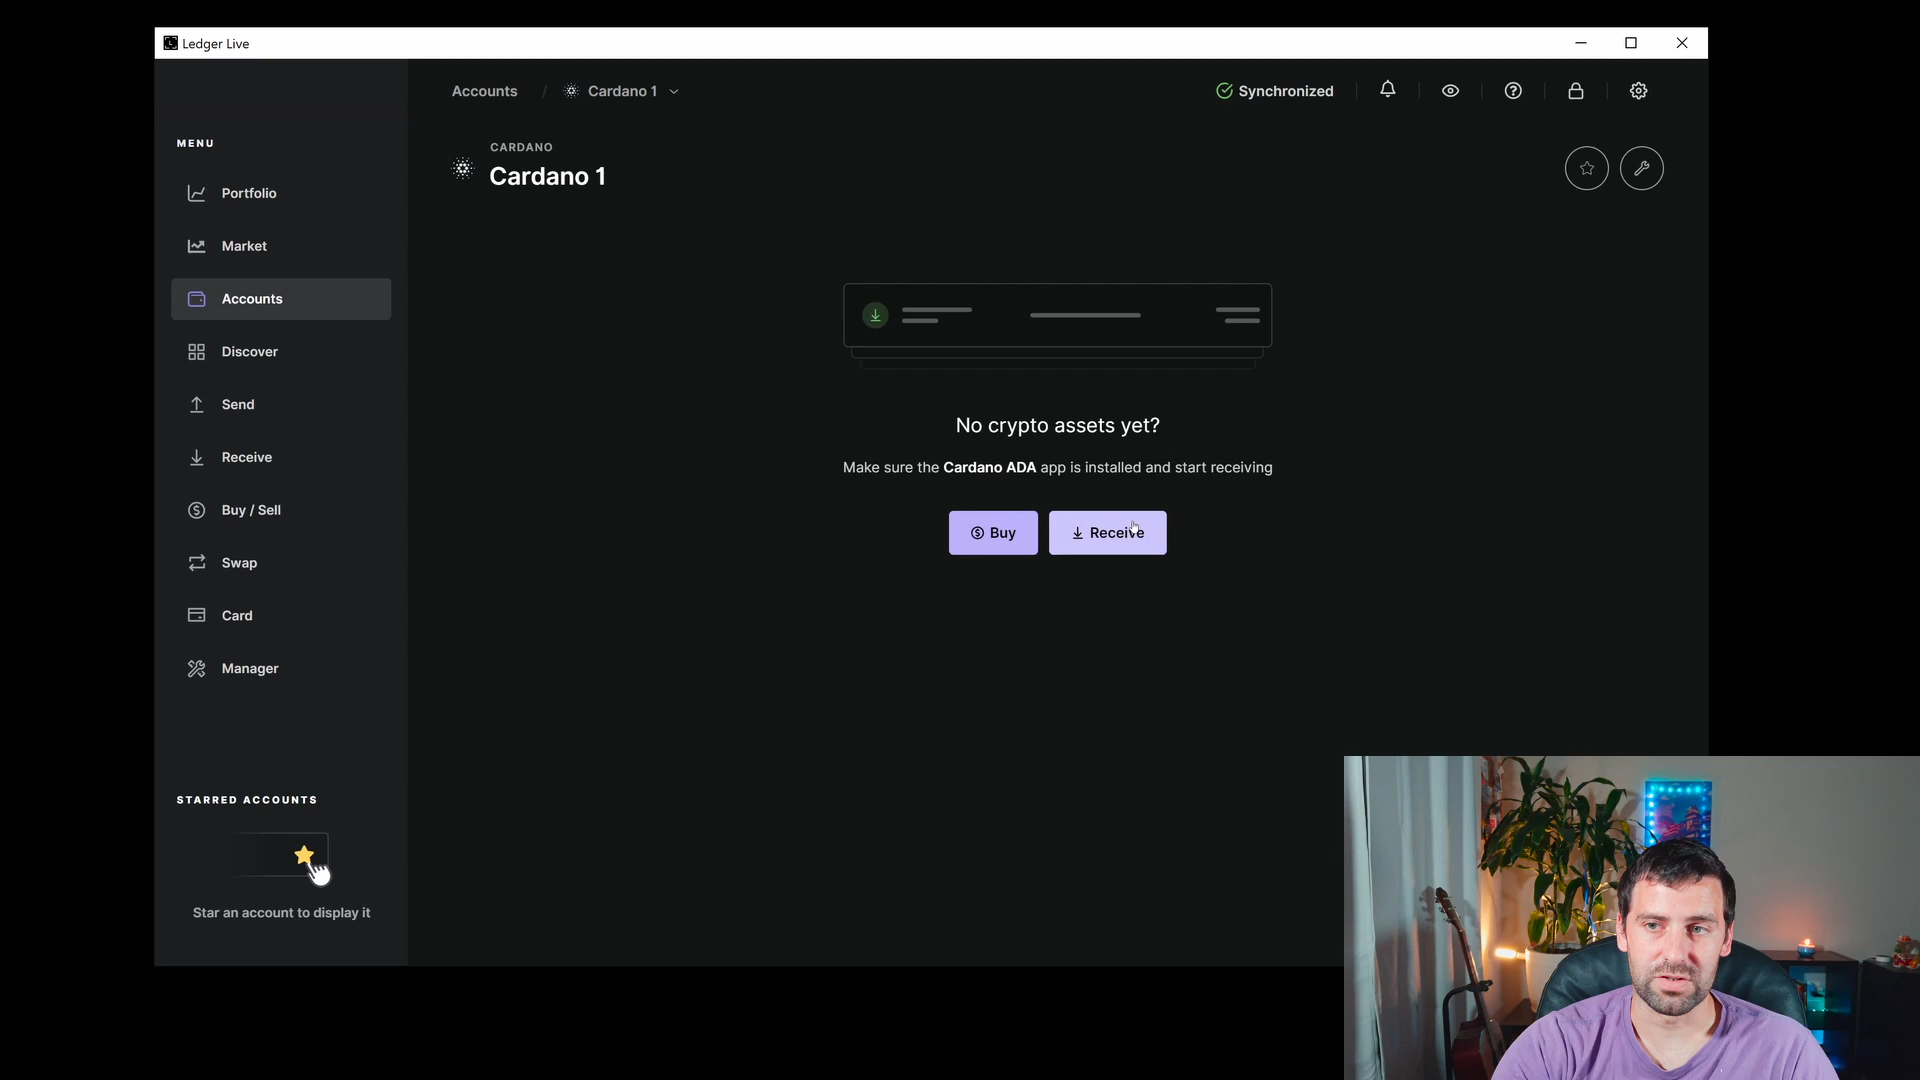 Ledger Live
Accounts / Cardano 1
Synchronized
CARDANO
Cardano 1
MENU
Portfolio
Market
Accounts
Discover
Send
Receive
Buy / Sell
Swap
Card
Manager
No crypto assets yet?
Make sure the Cardano ADA app is installed and start receiving
Buy
Receive
STARRED ACCOUNTS
Star an account to display it